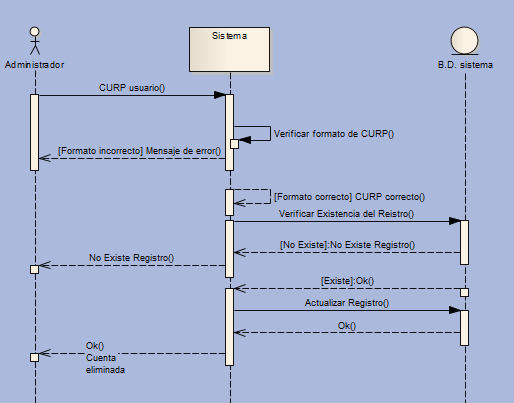 Sistema
Administrador
B.D. sistema
CURP usuario()
Verificar formato de CURP()
[Formato incorrecto] Mensaje de error()
[Formato correcto] CURP correcto()
Verificar Existencia del Reistro()
[No Existe]:No Existe Registro()
No Existe Registro()
[Existe]:Ok()
Actualizar Registro()
Ok()
Ok()
Cuenta
eliminada